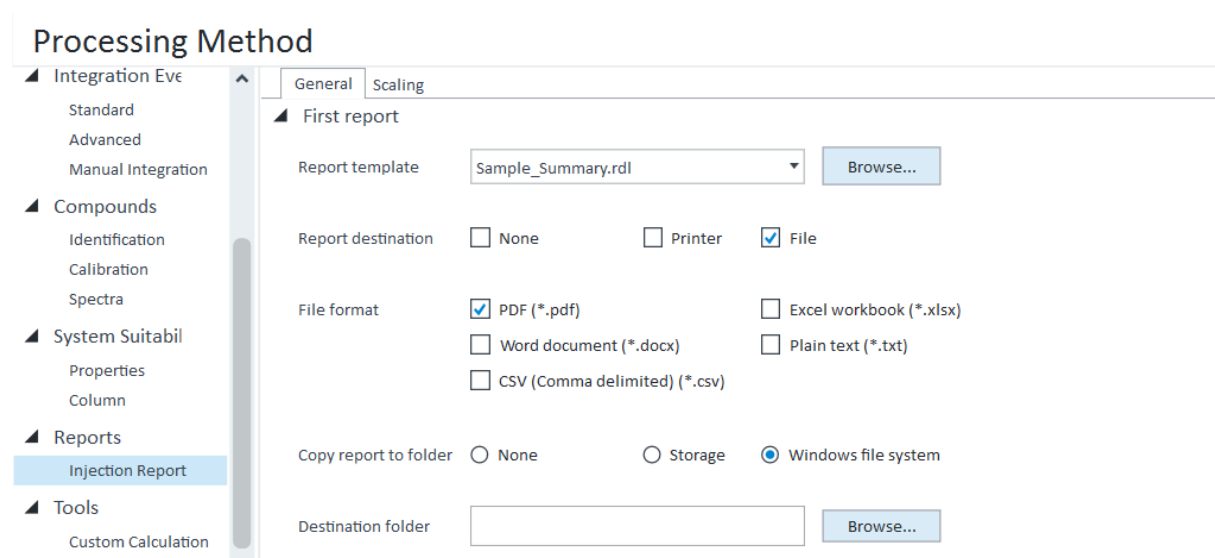 Processing Method
Integration Eve
Standard
Advanced
Manual Integration
Compounds
Identification
Calibration
Spectra
System Suitabil
Properties
Column
Reports
Injection Report
Tools
Custom Calculation
General Scaling
First report
Report template Sample_Summary.rdl Browse...
Report destination None Printer File
File format PDF (*.pdf) Excel workbook (*.xlsx)
Word document (*.docx) Plain text (*.txt)
CSV (Comma delimited) (*.csv)
Copy report to folder None Storage Windows file system
Destination folder Browse...